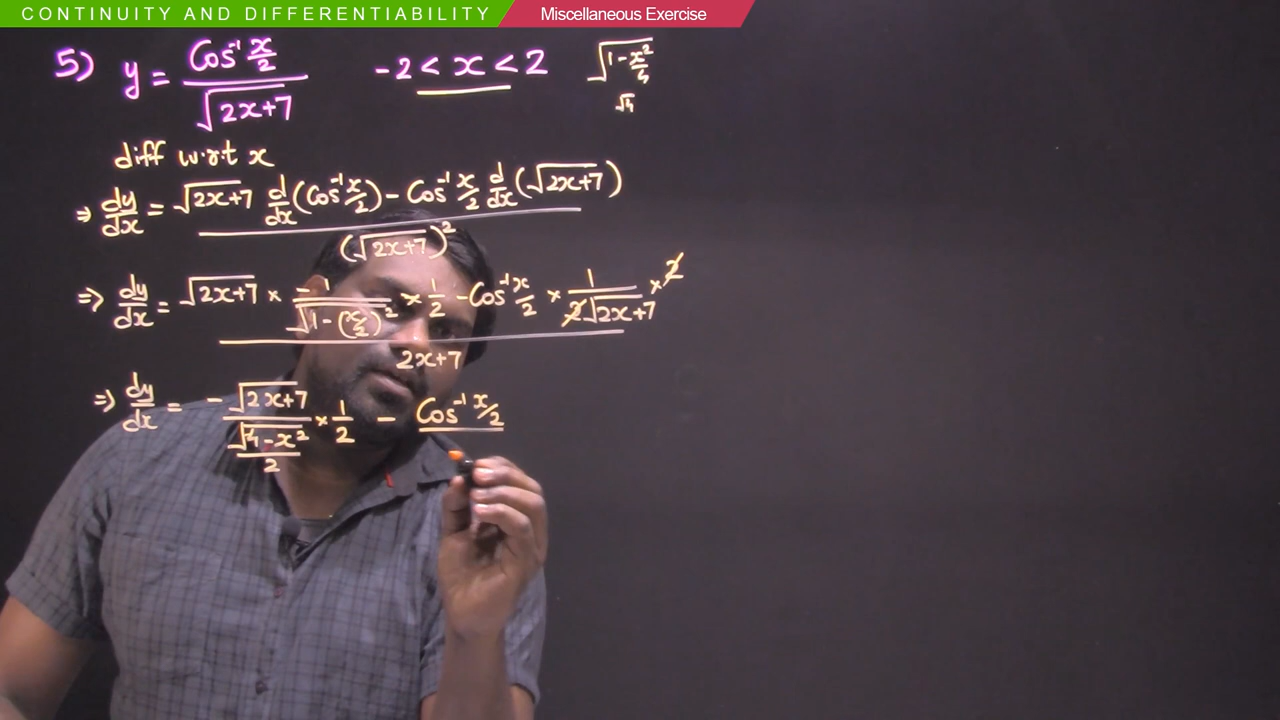 CONTINUITY AND DIFFERENTIABILITY Miscellaneous Exercise
5) y = Cos⁻¹ x/2 / √(2x+7) -2 < x < 2 √(1-x²/4) √4
diff w.r.t x
⇒ dy/dx = √(2x+7) d/dx (Cos⁻¹ x/2) - Cos⁻¹ x/2 d/dx (√(2x+7)) / (√(2x+7))²
⇒ dy/dx = √(2x+7) × -1/√(1-(x/2)²) × 1/2 - Cos⁻¹ x/2 × 1/2√(2x+7) × 2 / 2x+7
⇒ dy/dx = -√(2x+7) / √(4-x²)/2 × 1/2 - Cos⁻¹ x/2